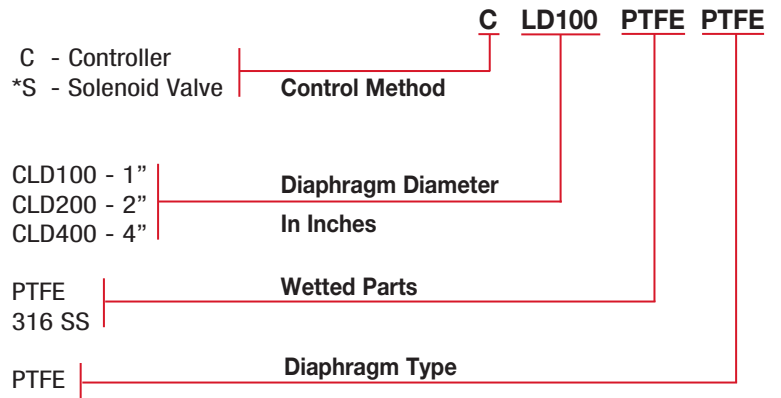 C LD100 PTFE PTFE
C - Controller
*S - Solenoid Valve
Control Method
CLD100 - 1”
CLD200 - 2”
CLD400 - 4”
Diaphragm Diameter
In Inches
PTFE
316 SS
Wetted Parts
PTFE
Diaphragm Type